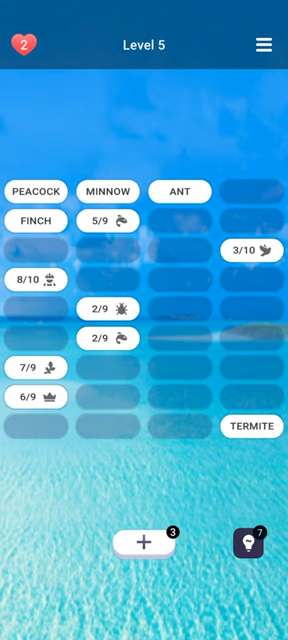 2
Level 5
PEACOCK MINNOW ANT
FINCH 5/9
3/10
8/10
2/9
2/9
7/9
6/9
TERMITE
+ 3 7